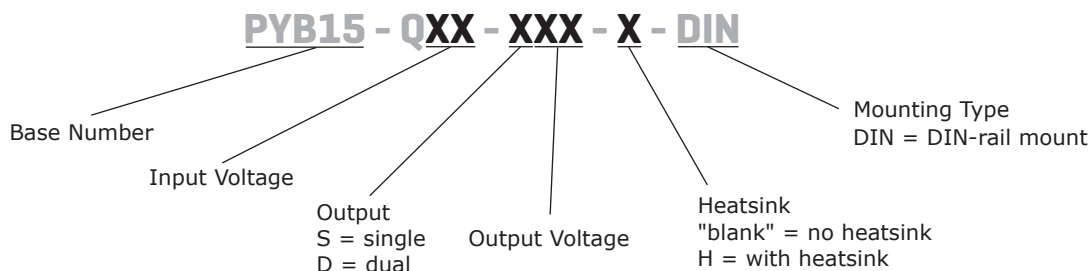 PYB15 - QXX - XXX - X - DIN
Base Number
Input Voltage
Output
S = single
D = dual
Output Voltage
Heatsink
"blank" = no heatsink
H = with heatsink
Mounting Type
DIN = DIN-rail mount